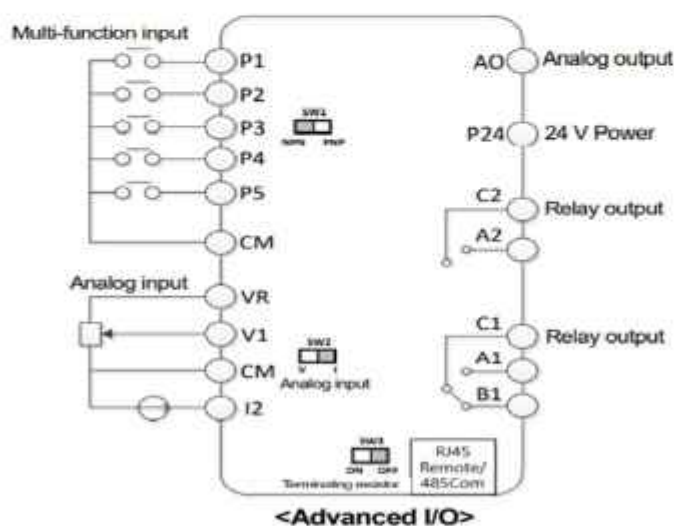 Multi-function input
P1
P2
P3
P4
P5
CM
Analog input
VR
V1
CM
I2
SW1
NPN PNP
SW2
V I
Analog input
SW3
ON OFF
Terminating resistor
RJ45
Remote/
485Com
AO Analog output
P24 24 V Power
C2 Relay output
A2
C1 Relay output
A1
B1
<Advanced I/O>